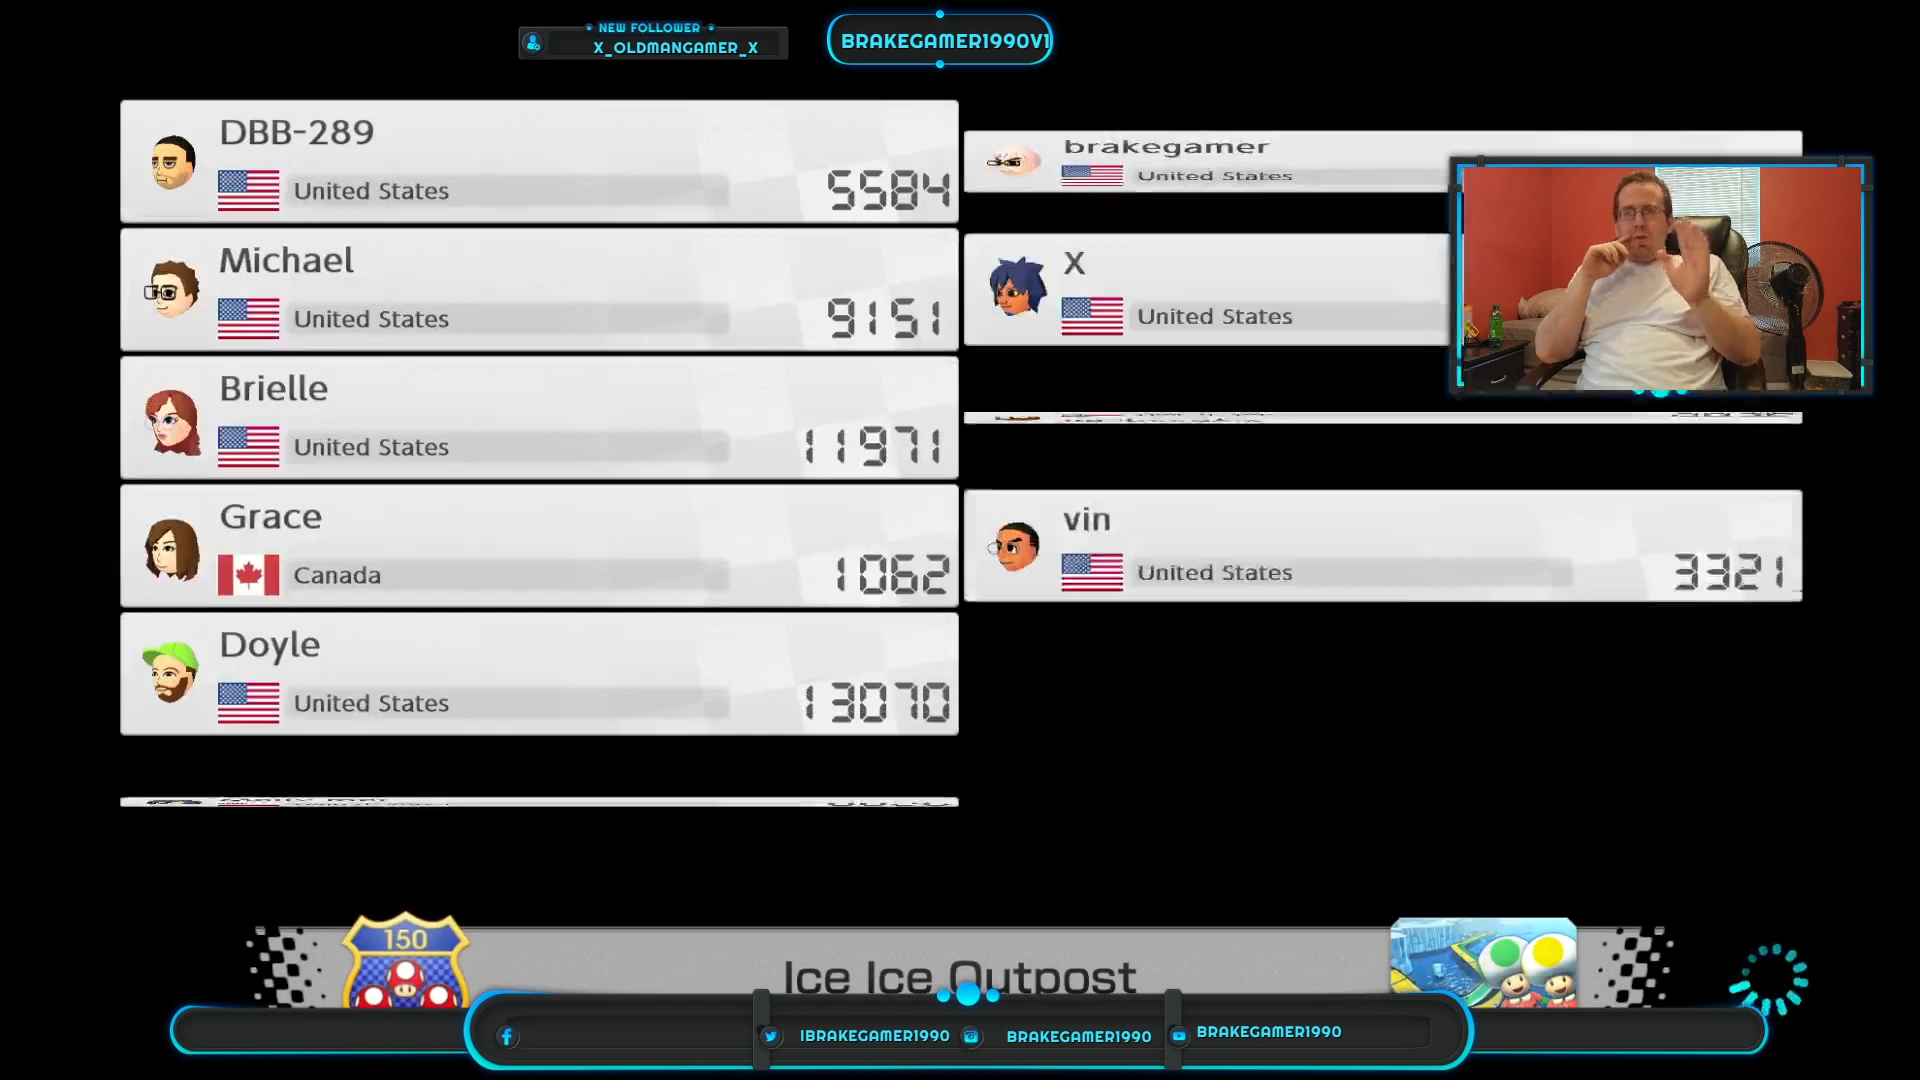 NEW FOLLOWER
X_OLDMANGAMER_X
BRAKEGAMER1990V1
DBB-289
United States
5584
Michael
United States
9151
Brielle
United States
11971
Grace
Canada
1062
Doyle
United States
13070
brakegamer
United States
X
United States
vin
United States
3321
150
Ice Ice Outpost
IBRAKEGAMER1990
BRAKEGAMER1990
BRAKEGAMER1990